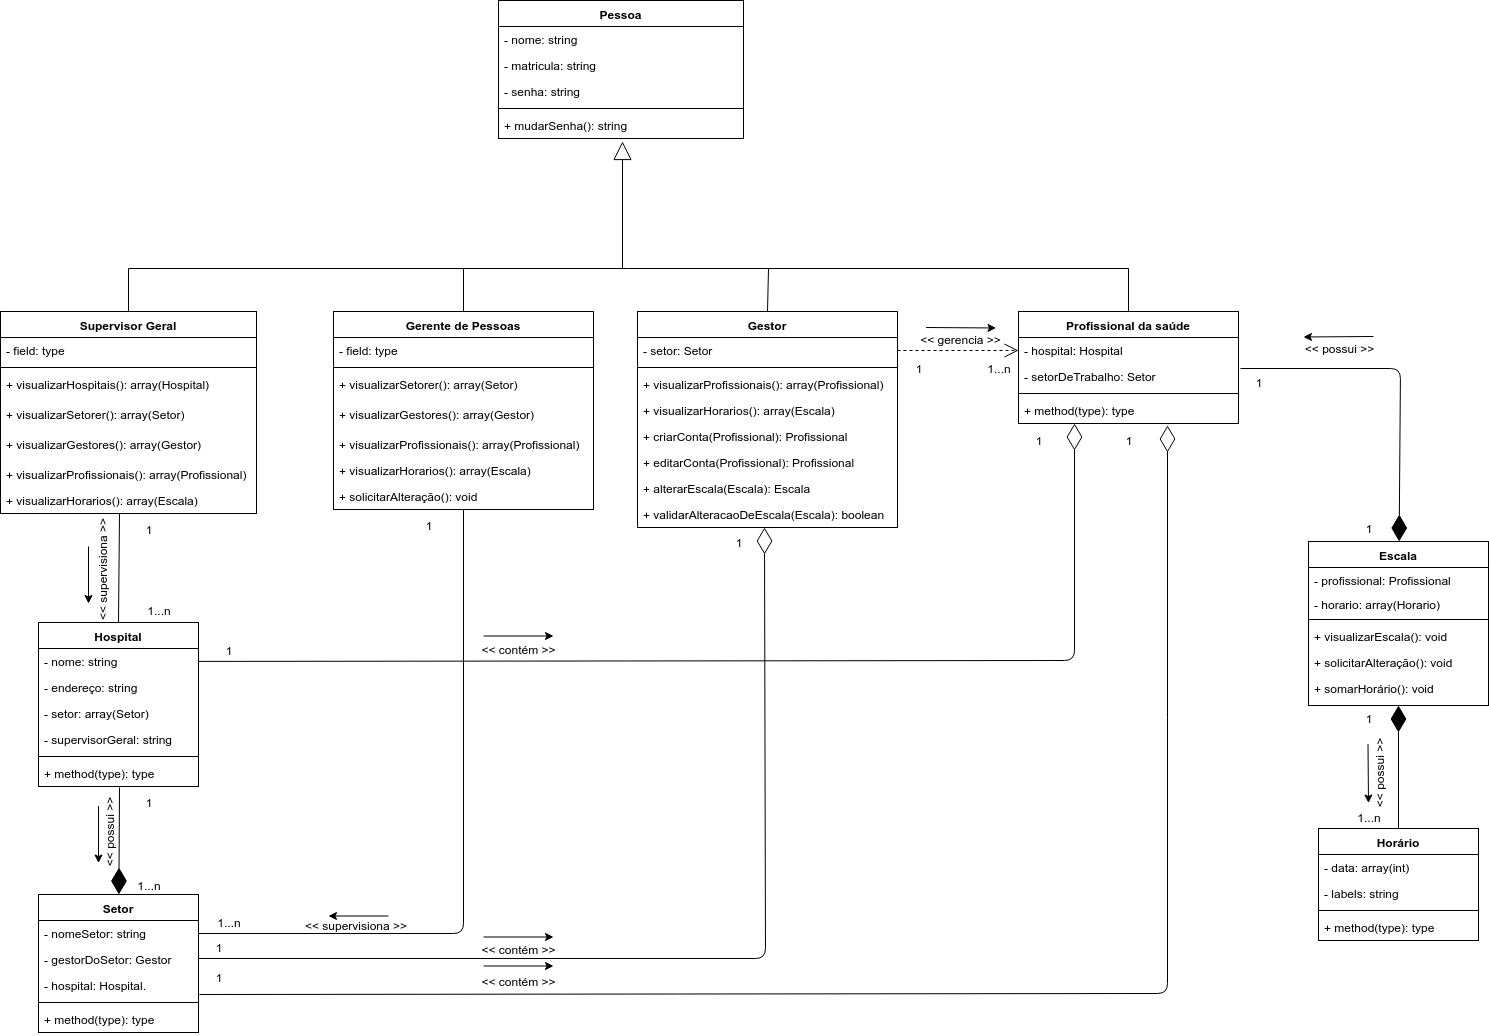 Pessoa
- nome: string
- matricula: string
- senha: string
+ mudarSenha(): string
Supervisor Geral
- field: type
+ visualizarHospitais(): array(Hospital)
+ visualizarSetorer(): array(Setor)
+ visualizarGestores(): array(Gestor)
+ visualizarProfissionais(): array(Profissional)
+ visualizarHorarios(): array(Escala)
Gerente de Pessoas
- field: type
+ visualizarSetorer(): array(Setor)
+ visualizarGestores(): array(Gestor)
+ visualizarProfissionais(): array(Profissional)
+ visualizarHorarios(): array(Escala)
+ solicitarAlteração(): void
Gestor
- setor: Setor
+ visualizarProfissionais(): array(Profissional)
+ visualizarHorarios(): array(Escala)
+ criarConta(Profissional): Profissional
+ editarConta(Profissional): Profissional
+ alterarEscala(Escala): Escala
+ validarAlteracaoDeEscala(Escala): boolean
<< gerencia >>
1
1...n
Profissional da saúde
- hospital: Hospital
- setorDeTrabalho: Setor
+ method(type): type
<< possui >>
1
1
1
1
1
1
1
<< supervisiona >>
1...n
Hospital
- nome: string
- endereço: string
- setor: array(Setor)
- supervisorGeral: string
+ method(type): type
1
<< contém >>
Escala
- profissional: Profissional
- horario: array(Horario)
+ visualizarEscala(): void
+ solicitarAlteração(): void
+ somarHorário(): void
1
<< possui >>
1...n
Horário
- data: array(int)
- labels: string
+ method(type): type
1
<< possui >>
1...n
Setor
- nomeSetor: string
- gestorDoSetor: Gestor
- hospital: Hospital.
+ method(type): type
1...n
<< supervisiona >>
1
<< contém >>
1
<< contém >>